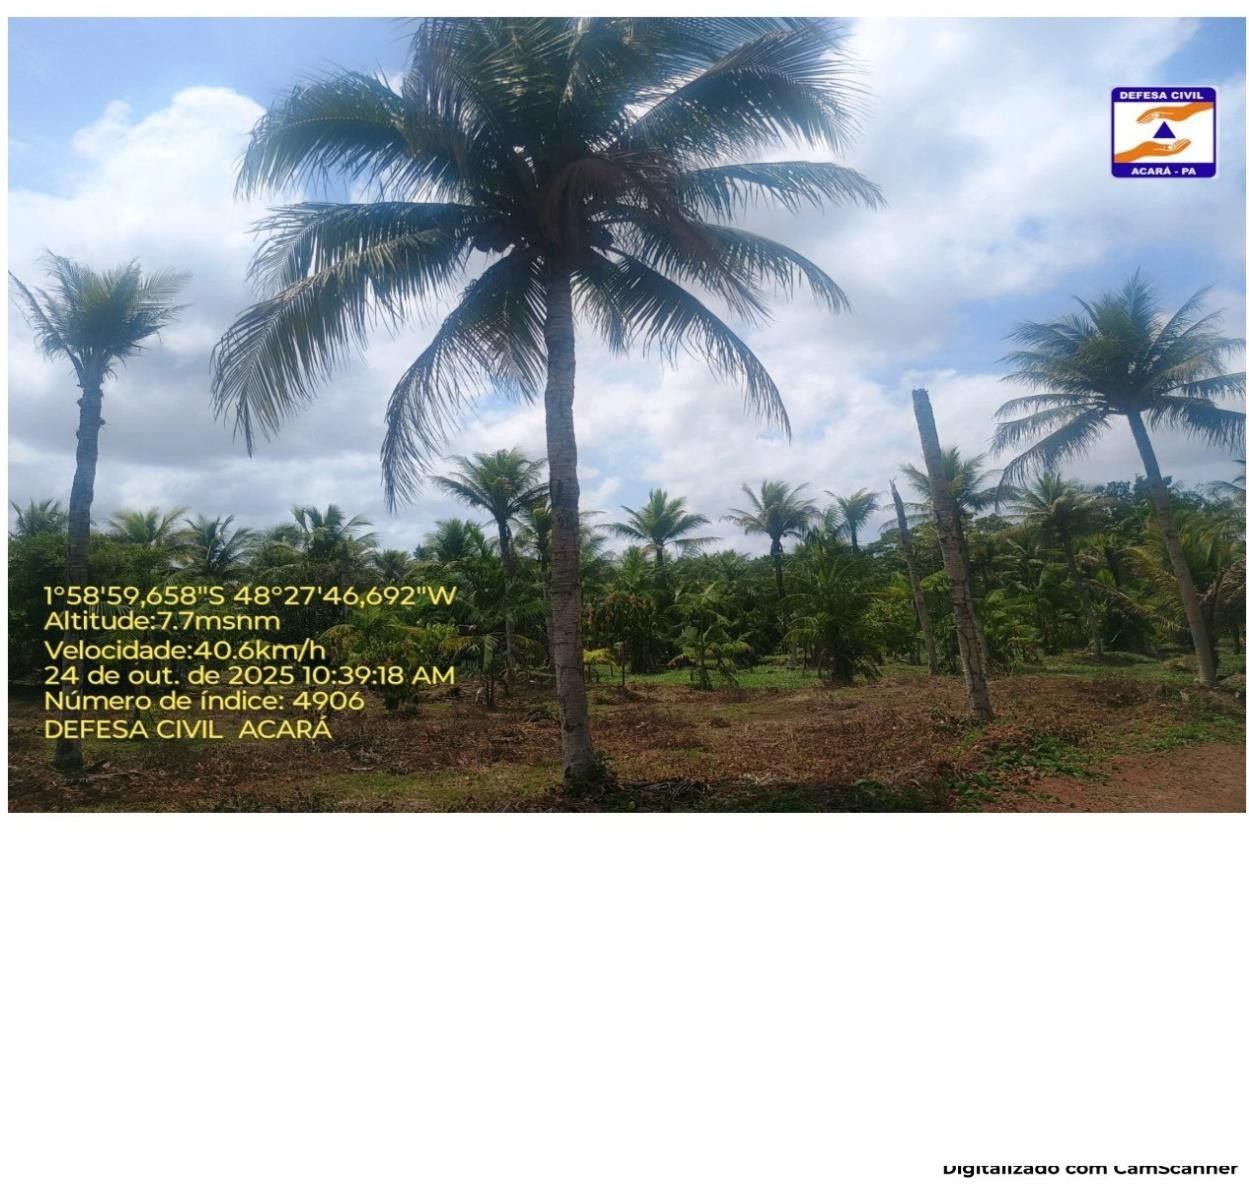 DEFESA CIVIL
ACARÁ - PA
1°58'59,658"S 48°27'46,692"W
Altitude:7.7msnm
Velocidade:40.6km/h
24 de out. de 2025 10:39:18 AM
Número de índice: 4906
DEFESA CIVIL ACARÁ
Digitalizado com CamScanner